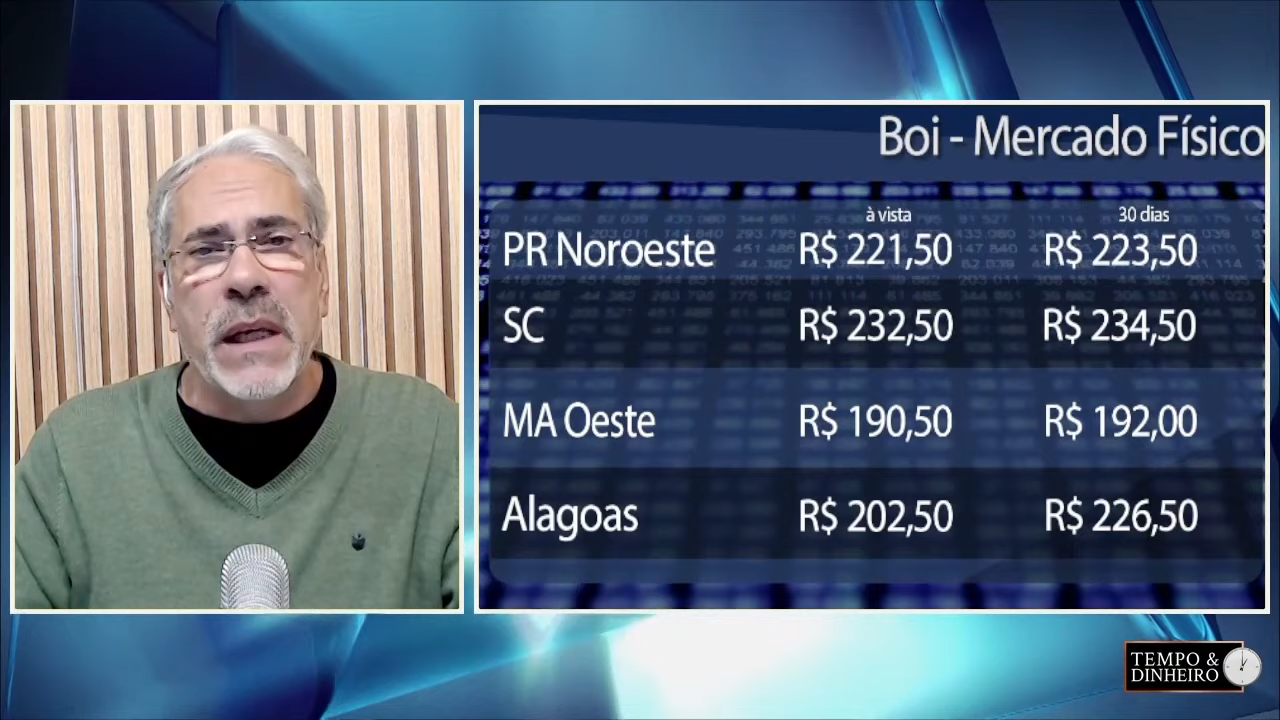 Boi - Mercado Físico
à vista 30 dias
PR Noroeste R$ 221,50 R$ 223,50
SC R$ 232,50 R$ 234,50
MA Oeste R$ 190,50 R$ 192,00
Alagoas R$ 202,50 R$ 226,50
TEMPO &
DINHEIRO